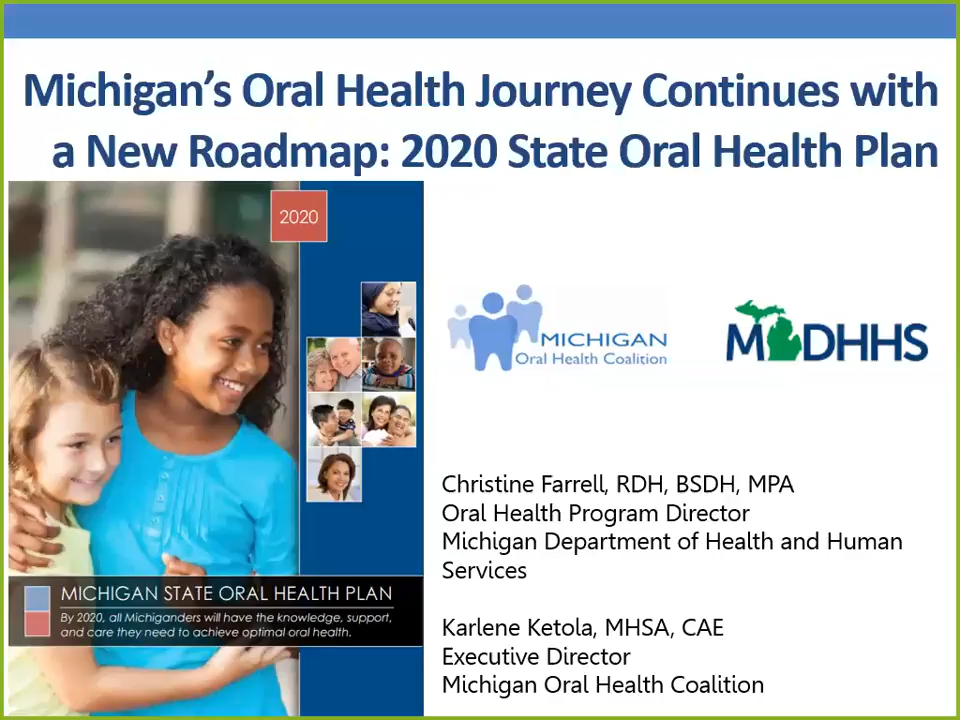 Michigan’s Oral Health Journey Continues with
a New Roadmap: 2020 State Oral Health Plan
2020
MICHIGAN STATE ORAL HEALTH PLAN
By 2020, all Michiganders will have the knowledge, support,
and care they need to achieve optimal oral health.
MICHIGAN
Oral Health Coalition
MDHHS
Christine Farrell, RDH, BSDH, MPA
Oral Health Program Director
Michigan Department of Health and Human
Services
Karlene Ketola, MHSA, CAE
Executive Director
Michigan Oral Health Coalition